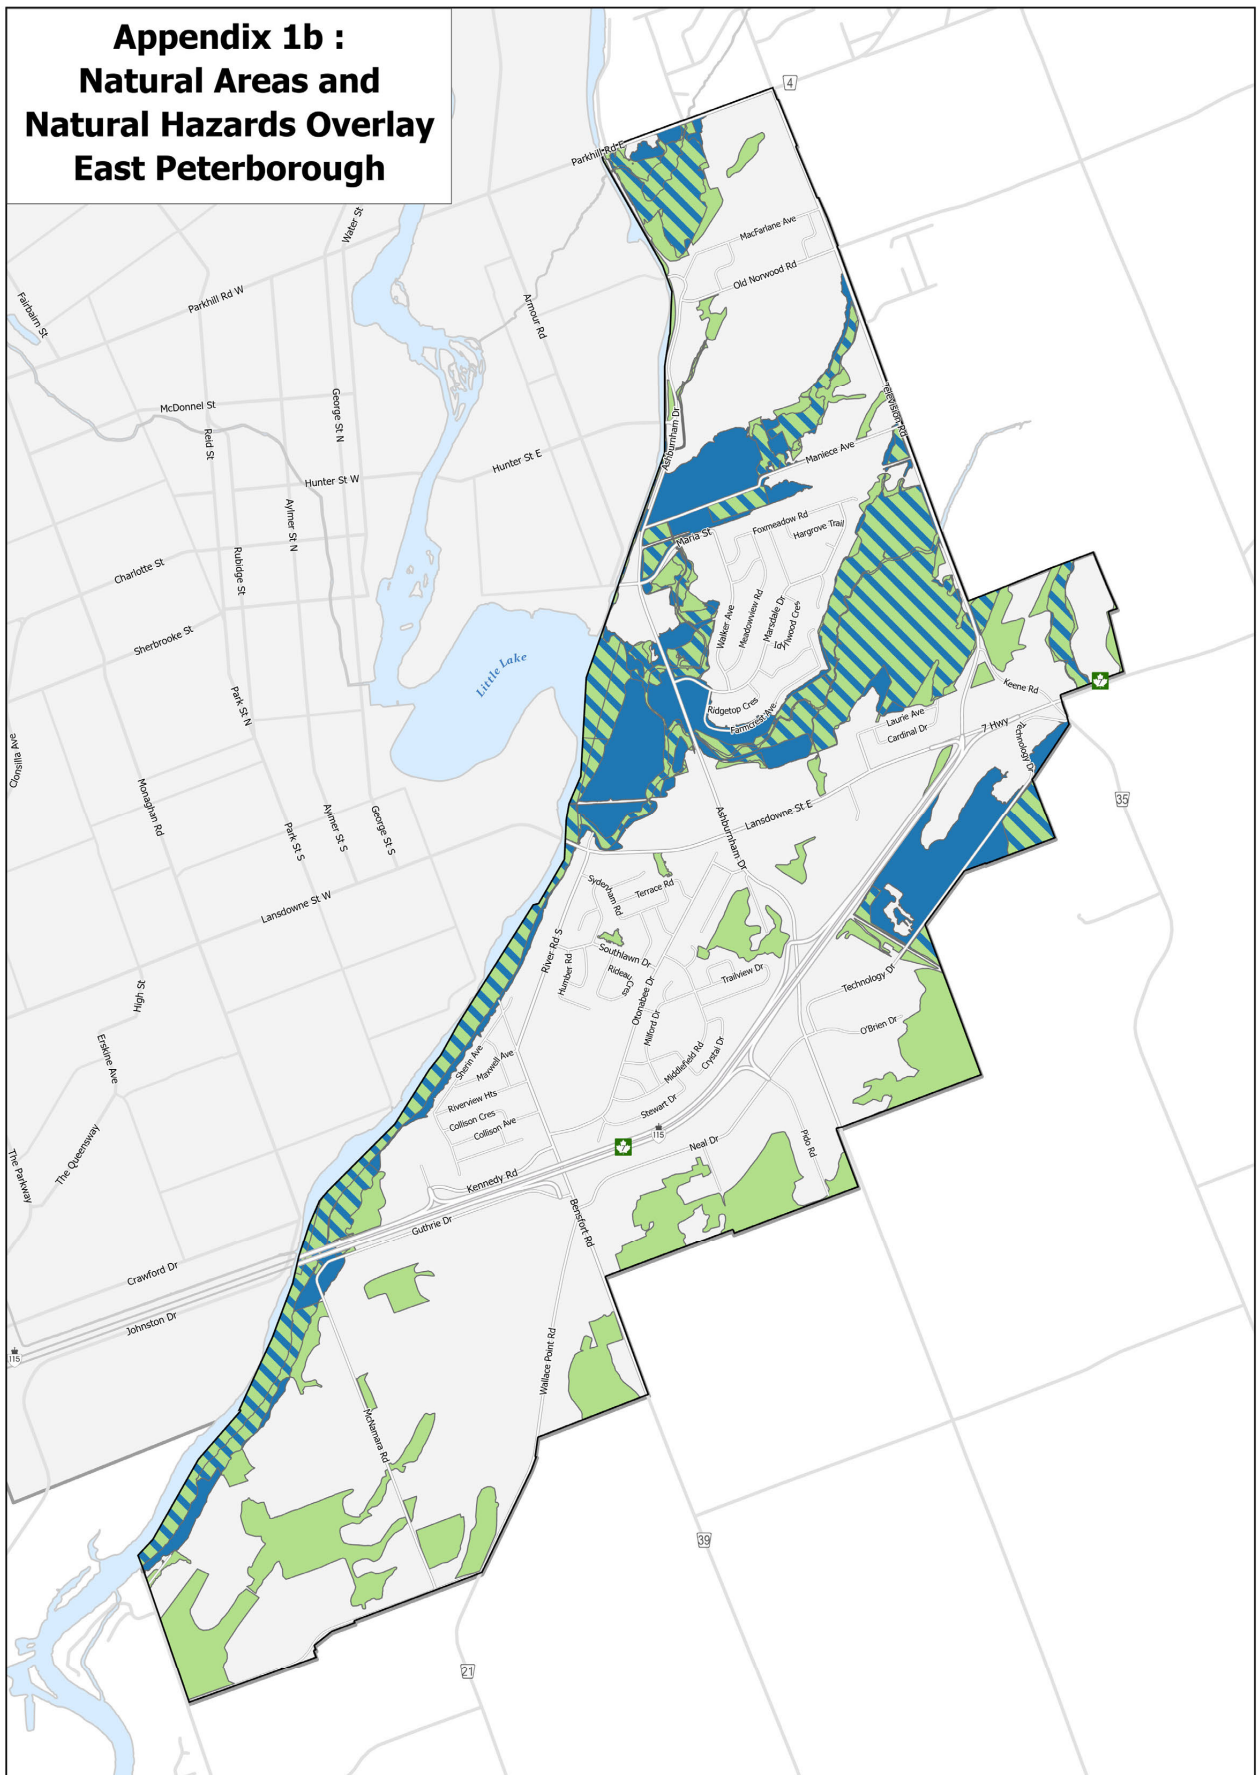 Appendix 1b :
Natural Areas and
Natural Hazards Overlay
East Peterborough
4
Parkhill Rd E
Water St
MacFarlane Ave
Old Norwood Rd
Parkhill Rd W
Fairbairn St
Armour Rd
McDonnel St
George St N
Reid St
Ashburnham Dr
Television Rd
Maniece Ave
Hunter St E
Hunter St W
Aylmer St N
Foxmeadow Rd
Hargrove Trail
Maria St
Charlotte St
Rubidge St
Sherbrooke St
Walker Ave
Meadowview Rd
Marsdale Dr
Little Lake
Park St N
Ridgetop Cres
Farmcrest Ave
Keene Rd
7
Laurie Ave
Cardinal Dr
7 Hwy
Technology Dr
Clonsilla Ave
Monaghan Rd
Park St S
Aylmer St S
George St S
Lansdowne St E
Ashburnham Dr
35
Lansdowne St W
Sydenham Rd
Terrace Rd
River Rd S
Southlawn Dr
Humber Rd
Rideau Cres
Otonabee Dr
Trailview Dr
Technology Dr
High St
Milford Dr
O'Brien Dr
Erskine Ave
Sherin Ave
Maxwell Ave
Middlefield Rd
Crystal Dr
Riverview Hts
Collison Cres
Collison Ave
Stewart Dr
The Queensway
The Parkway
7
115
Neal Dr
Pido Rd
Kennedy Rd
Guthrie Dr
Bensfort Rd
Crawford Dr
Johnston Dr
115
Wallace Point Rd
McNamara Rd
39
21